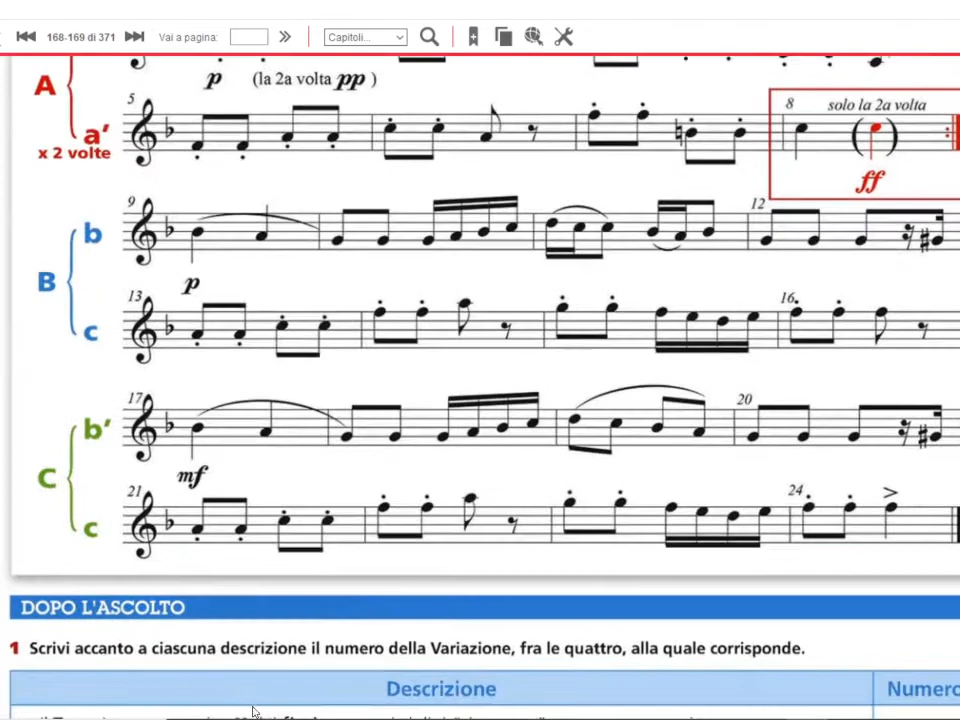 168-169 di 371 Vai a pagina: Capitoli...
A
p (la 2a volta pp )
5 8 solo la 2a volta
a’
x 2 volte
ff
9 12
b
B
p
13 16
c
17 20
b’
C
mf
21 24
c
DOPO L'ASCOLTO
1 Scrivi accanto a ciascuna descrizione il numero della Variazione, fra le quattro, alla quale corrisponde.
Descrizione Numero